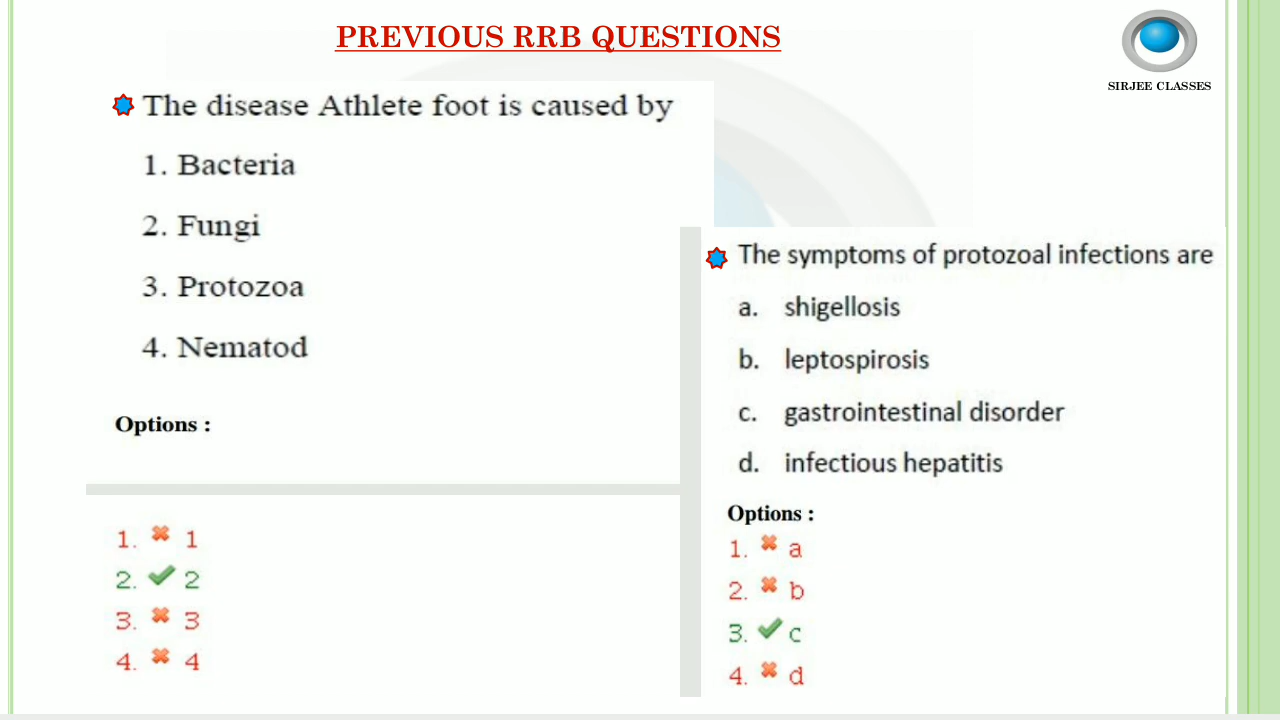 PREVIOUS RRB QUESTIONS
SIRJEE CLASSES
The disease Athlete foot is caused by
1. Bacteria
2. Fungi
3. Protozoa
4. Nematod
Options :
1. 1
2. 2
3. 3
4. 4
The symptoms of protozoal infections are
a. shigellosis
b. leptospirosis
c. gastrointestinal disorder
d. infectious hepatitis
Options :
1. a
2. b
3. c
4. d